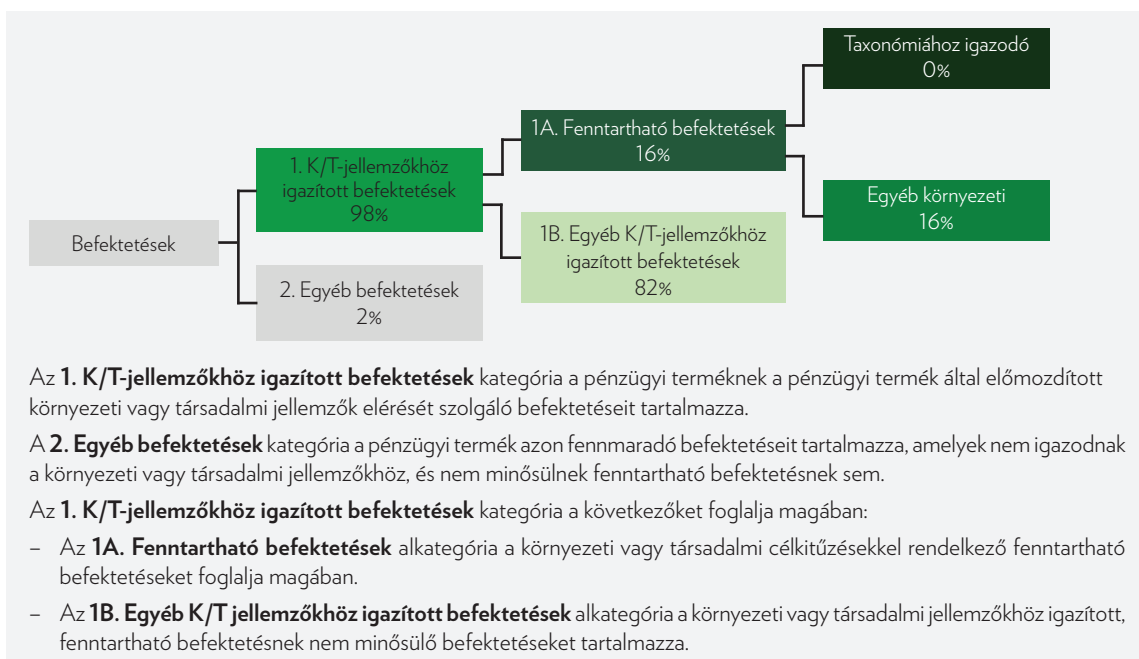 Taxonómiához igazodó
0%
1A. Fenntartható befektetések
16%
1. K/T-jellemzőkhöz
igazított befektetések
98%
Egyéb környezeti
16%
Befektetések
1B. Egyéb K/T-jellemzőkhöz
igazított befektetések
82%
2. Egyéb befektetések
2%
Az 1. K/T-jellemzőkhöz igazított befektetések kategória a pénzügyi terméknek a pénzügyi termék által előmozdított
környezeti vagy társadalmi jellemzők elérését szolgáló befektetéseit tartalmazza.
A 2. Egyéb befektetések kategória a pénzügyi termék azon fennmaradó befektetéseit tartalmazza, amelyek nem igazodnak
a környezeti vagy társadalmi jellemzőkhöz, és nem minősülnek fenntartható befektetésnek sem.
Az 1. K/T-jellemzőkhöz igazított befektetések kategória a következőket foglalja magában:
– Az 1A. Fenntartható befektetések alkategória a környezeti vagy társadalmi célkitűzésekkel rendelkező fenntartható
befektetéseket foglalja magában.
– Az 1B. Egyéb K/T jellemzőkhöz igazított befektetések alkategória a környezeti vagy társadalmi jellemzőkhöz igazított,
fenntartható befektetésnek nem minősülő befektetéseket tartalmazza.